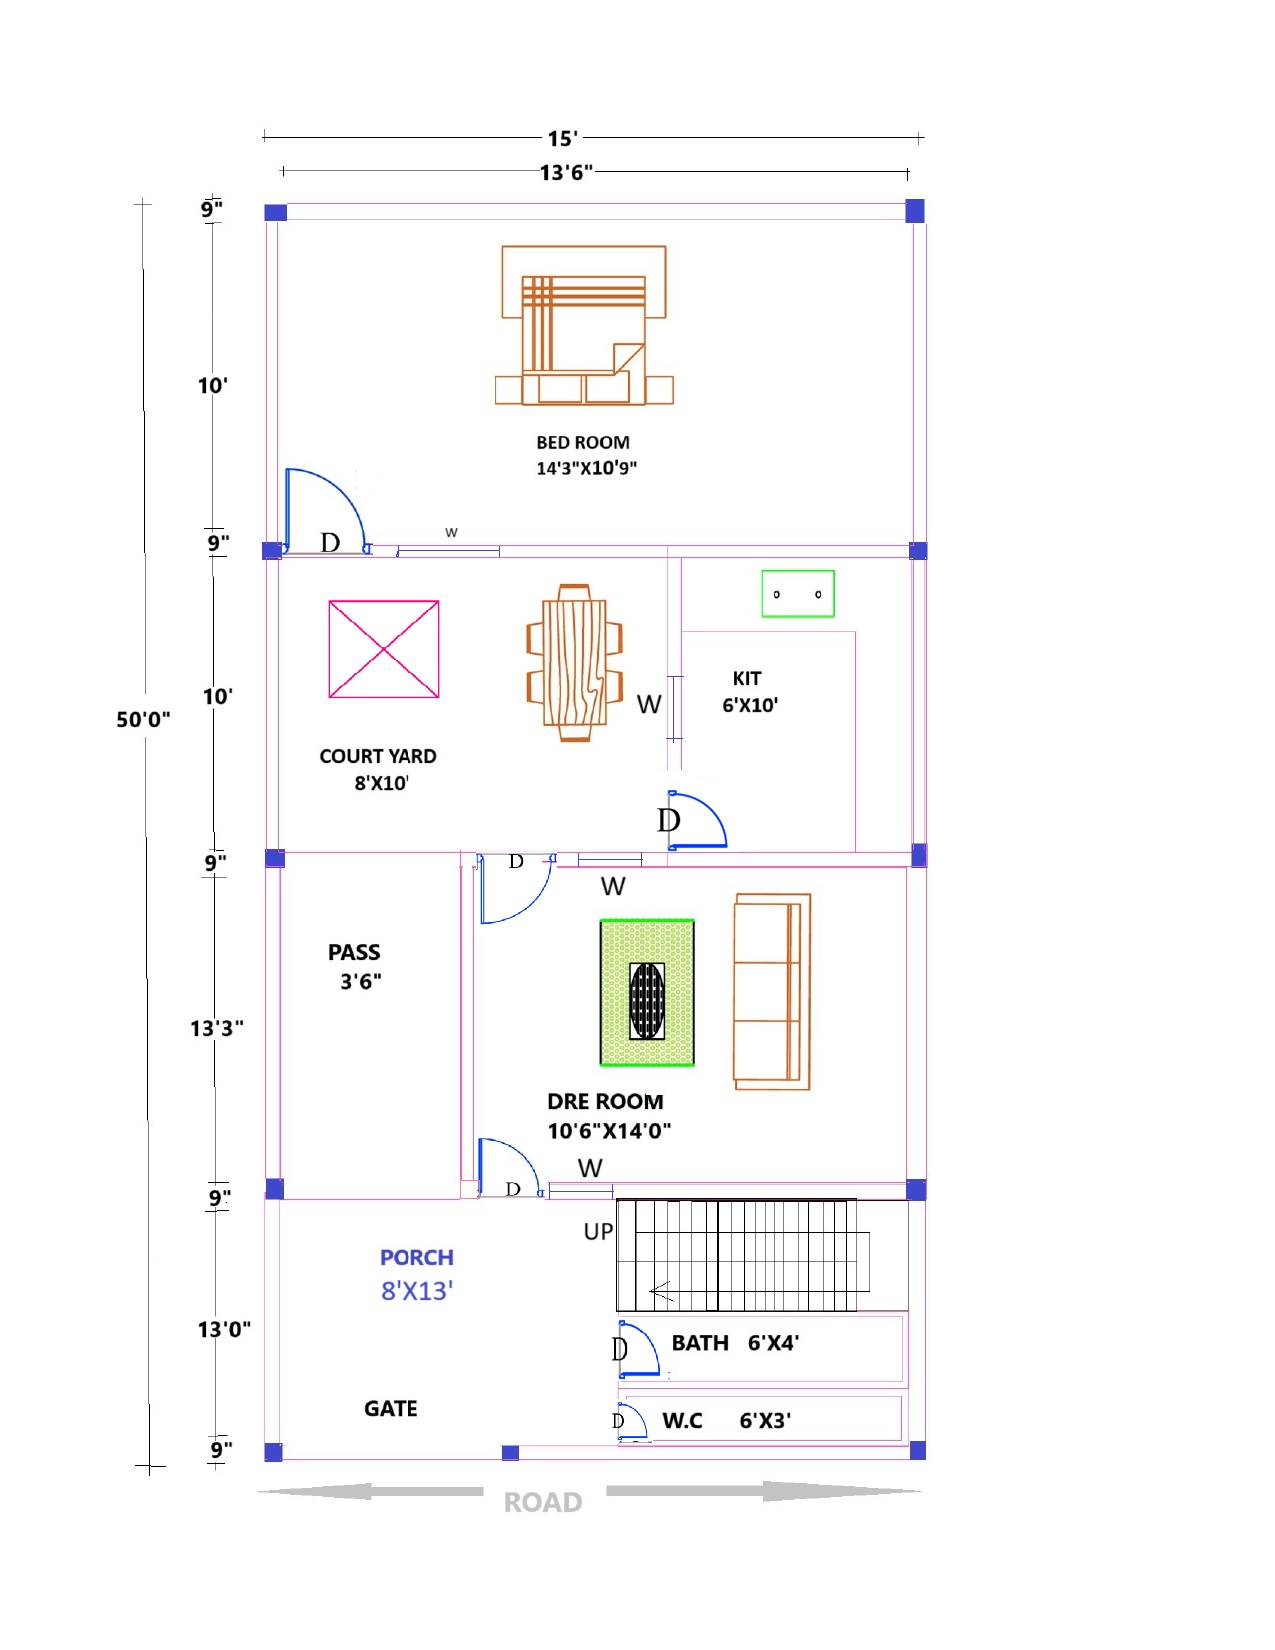 15'
13'6"
9"
10'
BED ROOM
14'3"X10'9"
D
W
9"
10'
50'0"
KIT
6'X10'
W
COURT YARD
8'X10'
D
9"
D
W
PASS
3'6"
13'3"
DRE ROOM
10'6"X14'0"
W
D
9"
UP
PORCH
8'X13'
13'0"
D
BATH 6'X4'
GATE
D
W.C 6'X3'
9"
ROAD